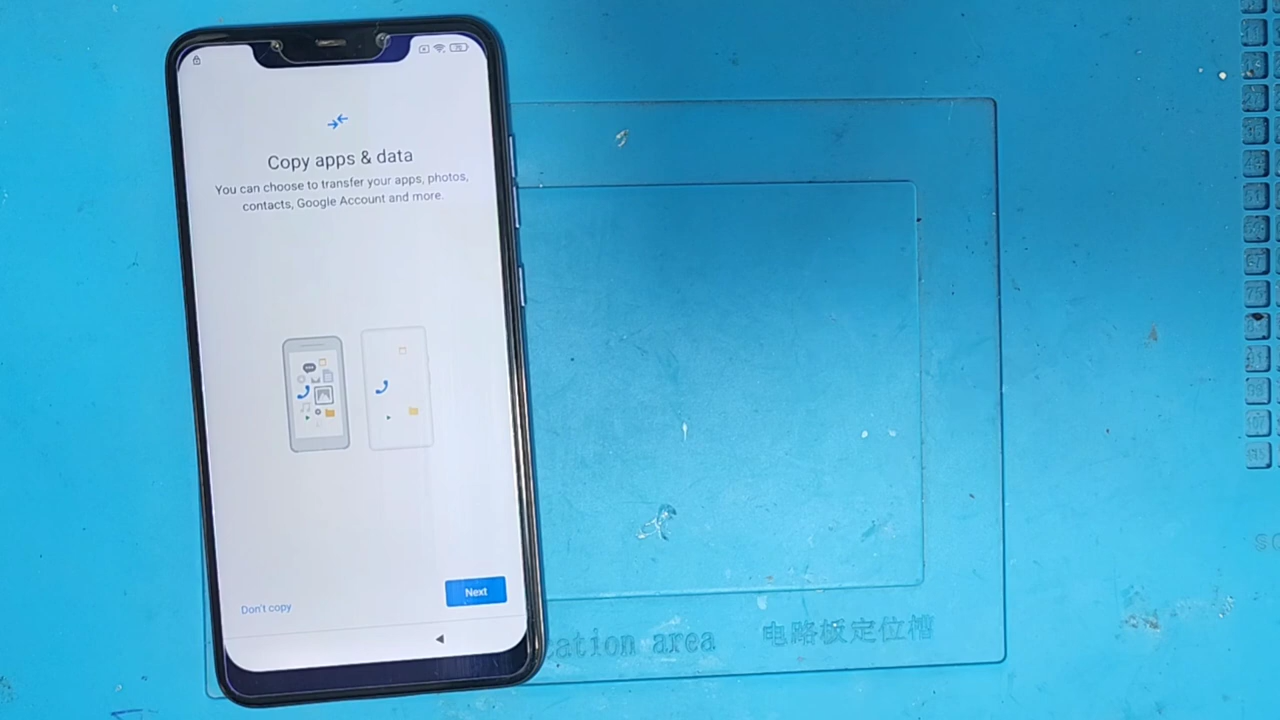 Copy apps & data
You can choose to transfer your apps, photos,
contacts, Google Account and more.
Don't copy
Next
area 电路板定位槽